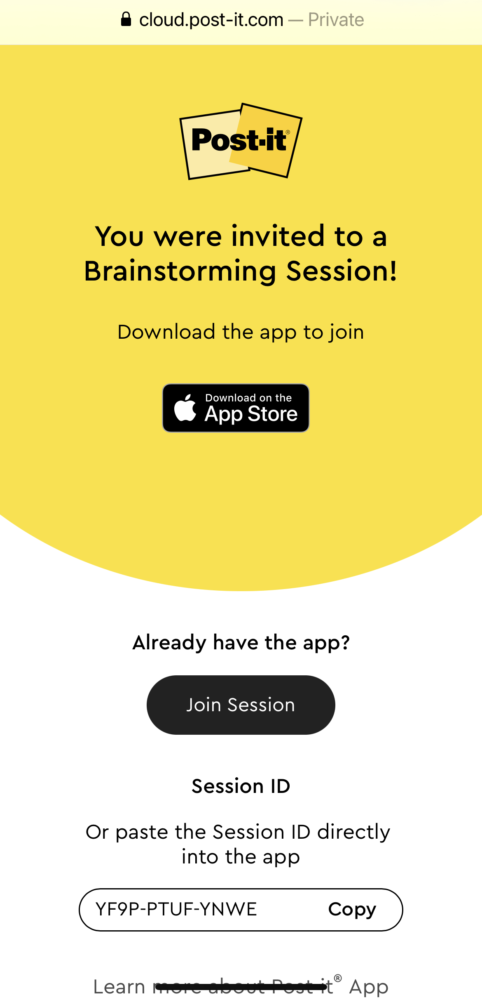 cloud.post-it.com — Private
Post-it®
You were invited to a
Brainstorming Session!
Download the app to join
Download on the
App Store
Already have the app?
Join Session
Session ID
Or paste the Session ID directly
into the app
YF9P-PTUF-YNWE Copy
Learn more about Post-it® App